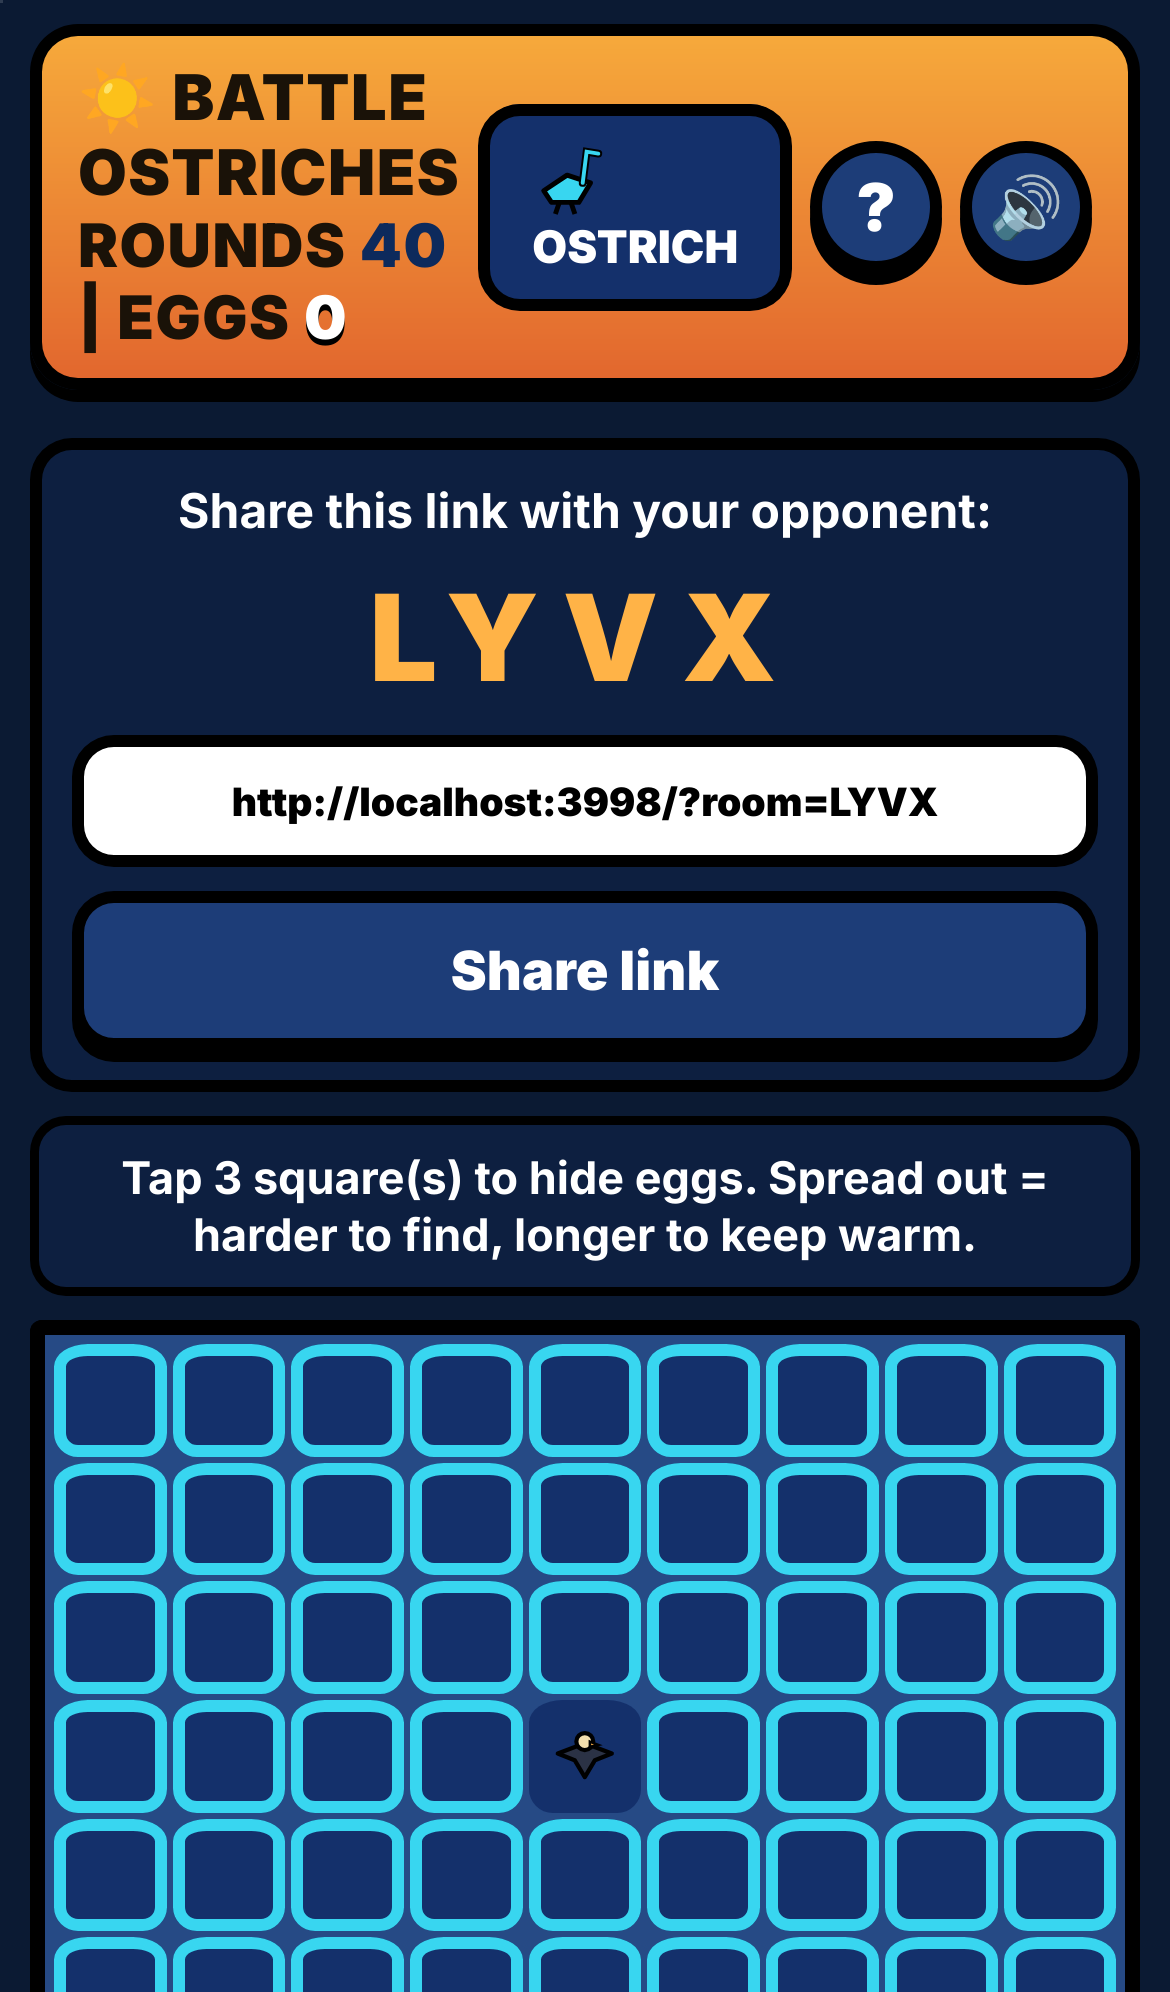 BATTLE
OSTRICHES
ROUNDS 40
| EGGS 0
OSTRICH
?
Share this link with your opponent:
LYVX
http://localhost:3998/?room=LYVX
Share link
Tap 3 square(s) to hide eggs. Spread out =
harder to find, longer to keep warm.